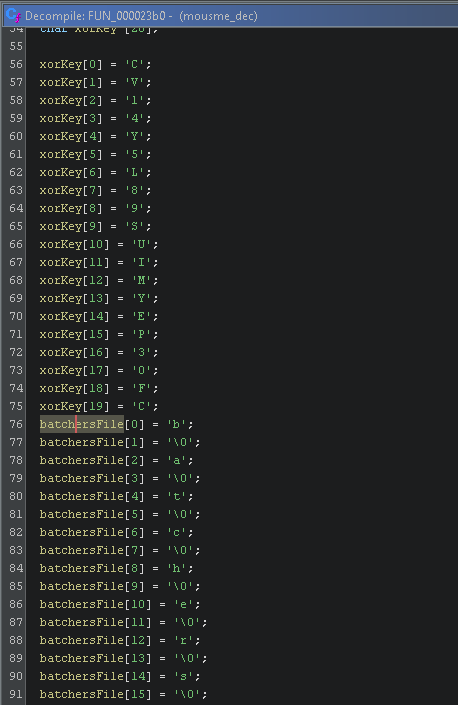 Decompile: FUN_000023b0 - (mousme_dec)
54 char xorKey [20];
55
56 xorKey[0] = 'C';
57 xorKey[1] = 'V';
58 xorKey[2] = '1';
59 xorKey[3] = '4';
60 xorKey[4] = 'Y';
61 xorKey[5] = '5';
62 xorKey[6] = 'L';
63 xorKey[7] = '8';
64 xorKey[8] = '9';
65 xorKey[9] = 'S';
66 xorKey[10] = 'U';
67 xorKey[11] = 'I';
68 xorKey[12] = 'M';
69 xorKey[13] = 'Y';
70 xorKey[14] = 'E';
71 xorKey[15] = 'P';
72 xorKey[16] = '3';
73 xorKey[17] = 'O';
74 xorKey[18] = 'F';
75 xorKey[19] = 'C';
76 batchersFile[0] = 'b';
77 batchersFile[1] = '\0';
78 batchersFile[2] = 'a';
79 batchersFile[3] = '\0';
80 batchersFile[4] = 't';
81 batchersFile[5] = '\0';
82 batchersFile[6] = 'c';
83 batchersFile[7] = '\0';
84 batchersFile[8] = 'h';
85 batchersFile[9] = '\0';
86 batchersFile[10] = 'e';
87 batchersFile[11] = '\0';
88 batchersFile[12] = 'r';
89 batchersFile[13] = '\0';
90 batchersFile[14] = 's';
91 batchersFile[15] = '\0';